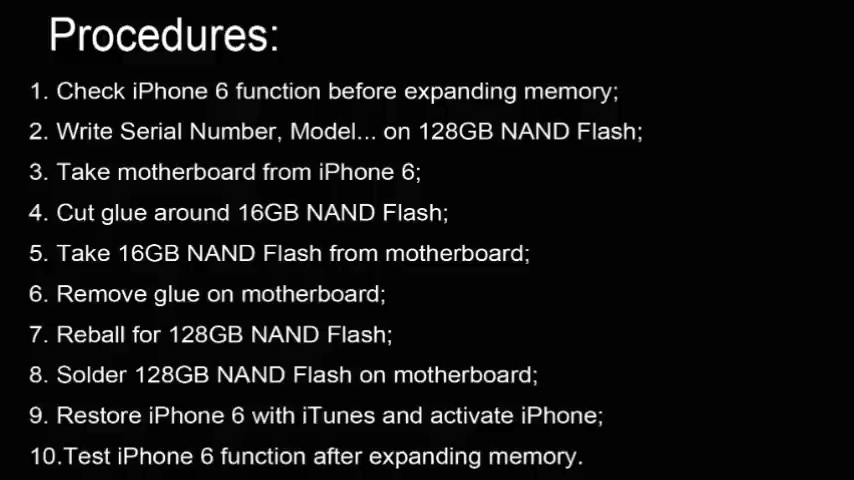 Procedures:
1. Check iPhone 6 function before expanding memory;
2. Write Serial Number, Model... on 128GB NAND Flash;
3. Take motherboard from iPhone 6;
4. Cut glue around 16GB NAND Flash;
5. Take 16GB NAND Flash from motherboard;
6. Remove glue on motherboard;
7. Reball for 128GB NAND Flash;
8. Solder 128GB NAND Flash on motherboard;
9. Restore iPhone 6 with iTunes and activate iPhone;
10.Test iPhone 6 function after expanding memory.